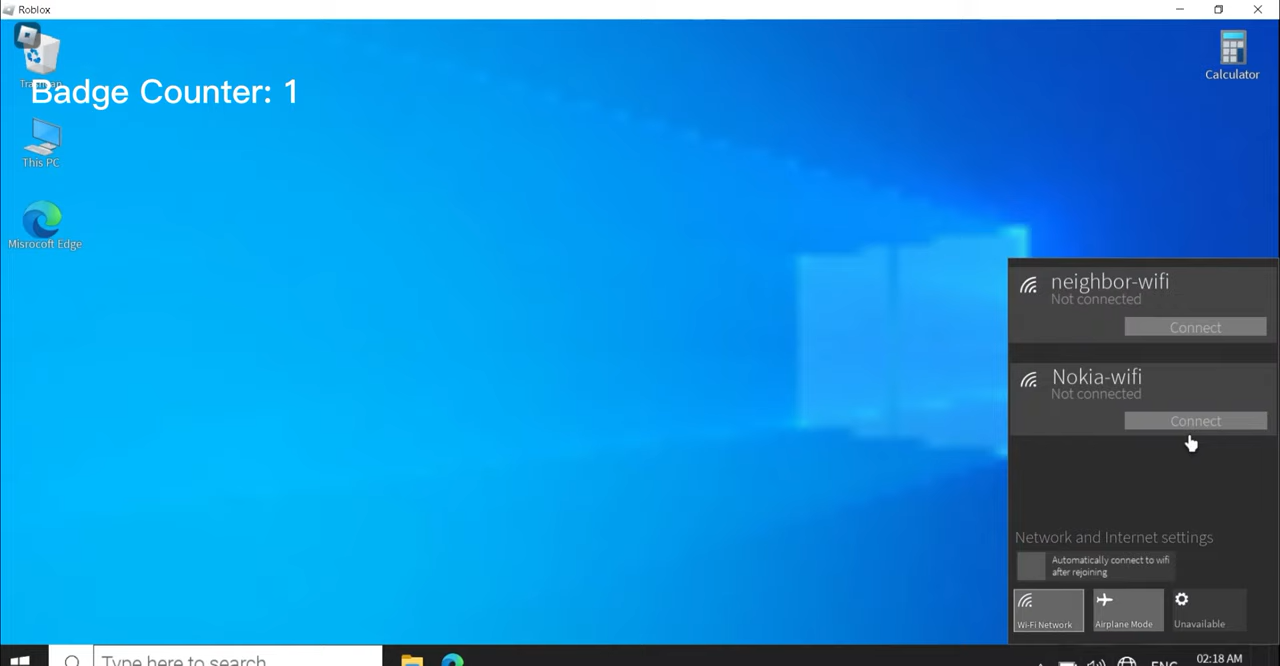 Roblox
Badge Counter: 1
This PC
Misrocoft Edge
Calculator
neighbor-wifi
Not connected
Connect
Nokia-wifi
Not connected
Connect
Network and Internet settings
Automatically connect to wifi
after rejoining
Wi-Fi Network
Airplane Mode
Unavailable
Type here to search
ENG
02:18 AM